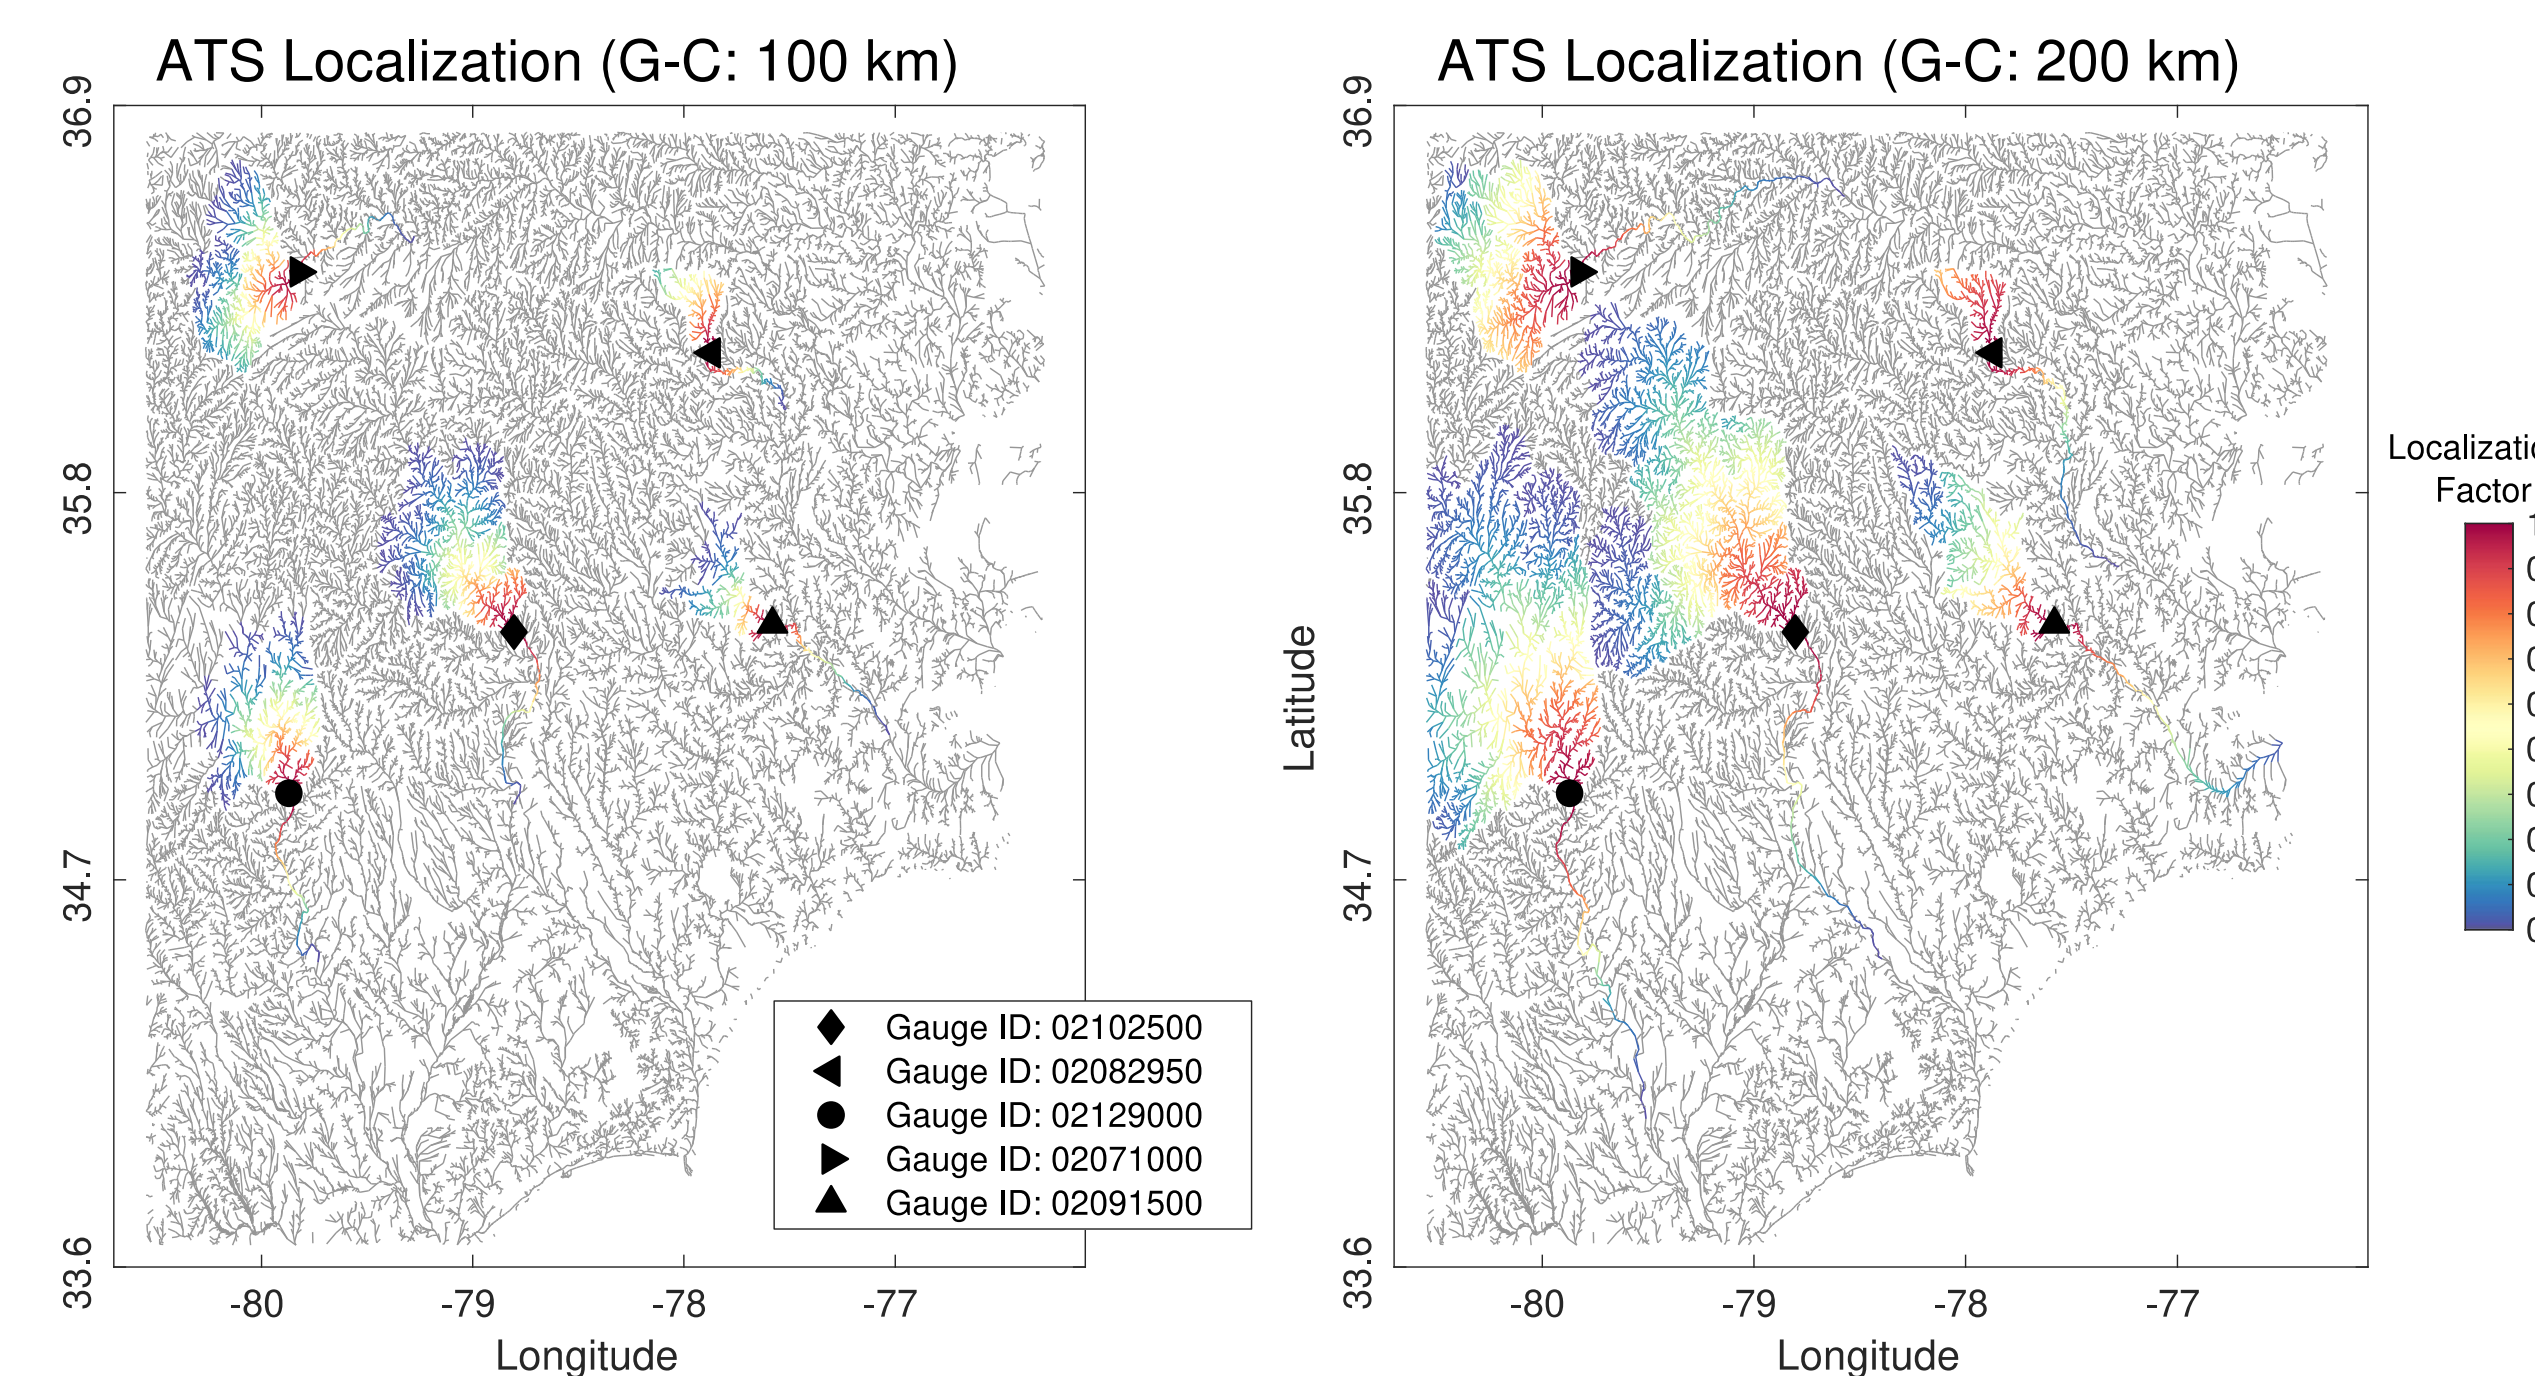 ATS Localization (G-C: 100 km)
36.9
35.8
34.7
33.6
-80
-79
-78
-77
Longitude
Gauge ID: 02102500
Gauge ID: 02082950
Gauge ID: 02129000
Gauge ID: 02071000
Gauge ID: 02091500
ATS Localization (G-C: 200 km)
Latitude
36.9
35.8
34.7
33.6
-80
-79
-78
-77
Longitude
Factor